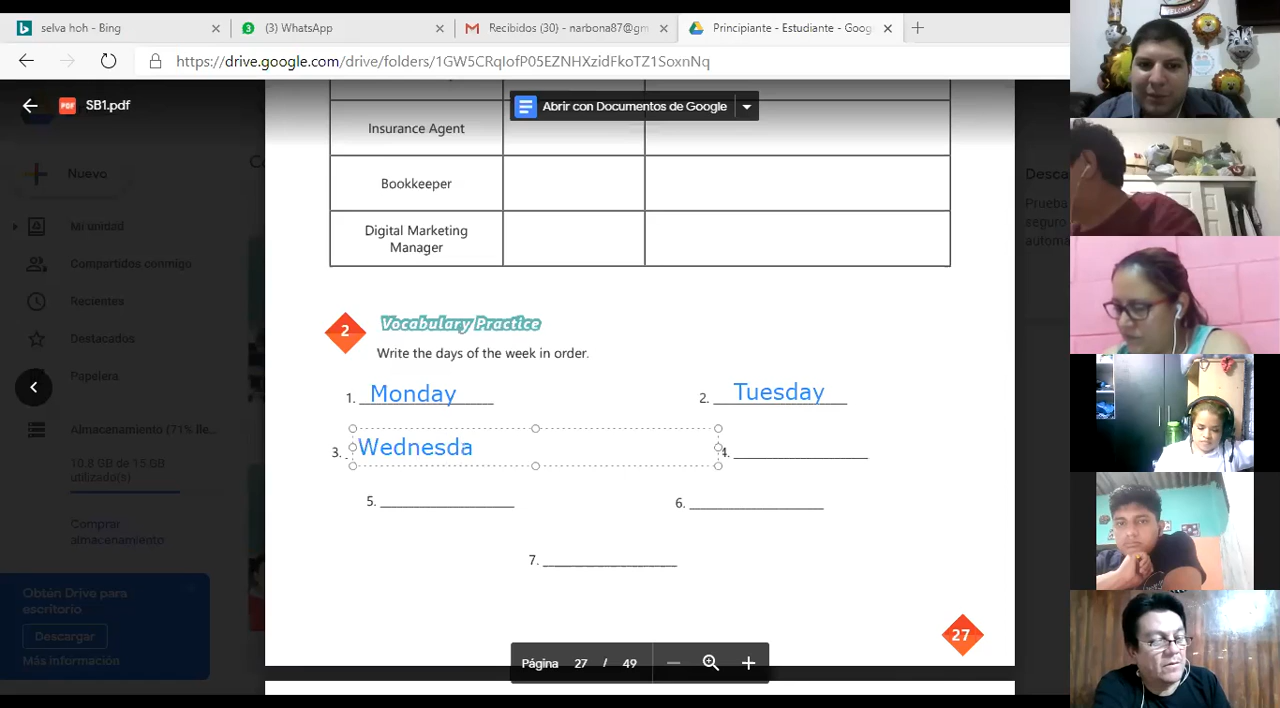 selva hoh - Bing
(3) WhatsApp
Recibidos (30) - narbona87@gm
Principiante - Estudiante - Goog
https://drive.google.com/drive/folders/1GW5CRqIofP05EZNHXzidFkoTZ1SoxnNq
SB1.pdf
Abrir con Documentos de Google
Nuevo
Mi unidad
Compartidos conmigo
Recientes
Destacados
Papelera
Almacenamiento (71% lle...
10.8 GB de 15 GB
utilizado(s)
Comprar
almacenamiento
Obtén Drive para
escritorio
Descargar
Más información
Insurance Agent
Bookkeeper
Digital Marketing
Manager
2 Vocabulary Practice
Write the days of the week in order.
1. Monday
2. Tuesday
3. Wednesda
4.
5.
6.
7.
27
Página 27 / 49
Desca
Prueba
seguro
automa